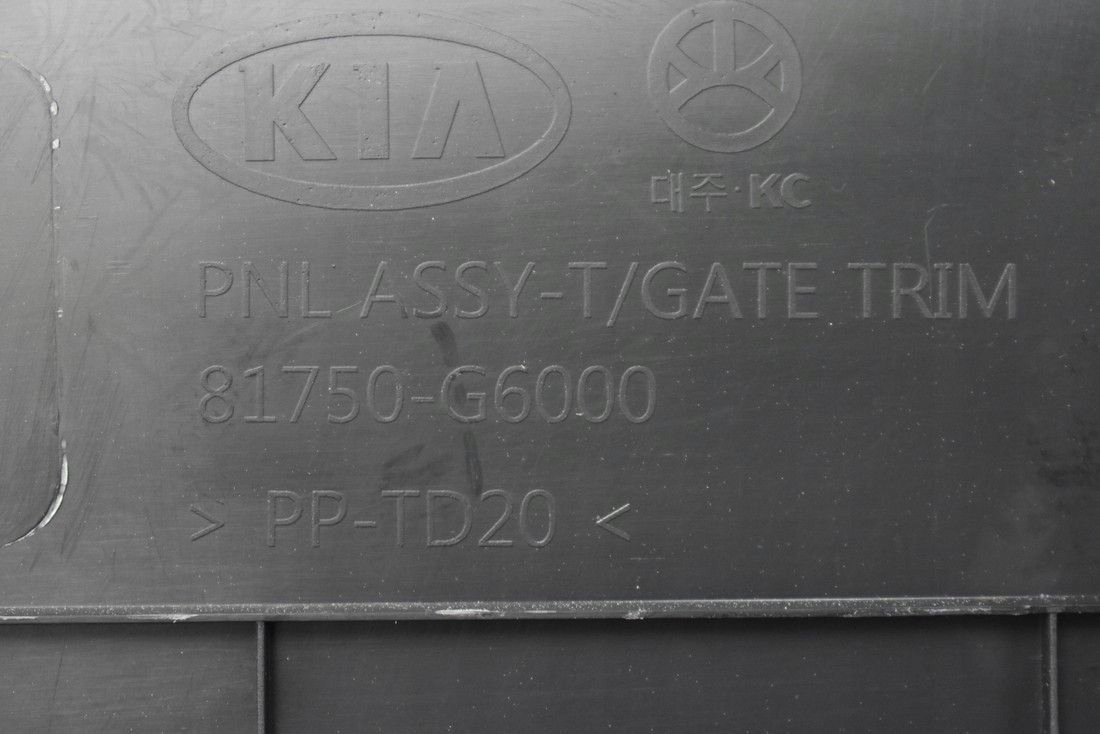 KIA
대주·KC
PNL ASSY-T/GATE TRIM
81750-G6000
> PP-TD20 <